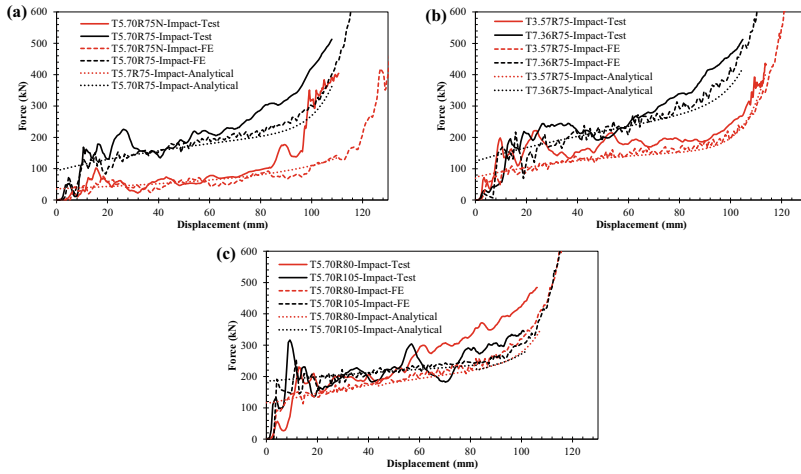 (a)
T5.70R75N-Impact-Test
T5.70R75-Impact-Test
T5.70R75N-Impact-FE
T5.70R75-Impact-FE
T5.7R75-Impact-Analytical
T5.70R75-Impact-Analytical
Force (kN)
600
500
400
300
200
100
0
0 20 40 60 80 100 120
Displacement (mm)
(b)
T3.57R75-Impact-Test
T7.36R75-Impact-Test
T3.57R75-Impact-FE
T7.36R75-Impact-FE
T3.57R75-Impact-Analytical
T7.36R75-Impact-Analytical
Force (kN)
600
500
400
300
200
100
0
0 20 40 60 80 100 120
Displacement (mm)
(c)
T5.70R80-Impact-Test
T5.70R105-Impact-Test
T5.70R80-Impact-FE
T5.70R105-Impact-FE
T5.70R80-Impact-Analytical
T5.70R105-Impact-Analytical
Force (kN)
600
500
400
300
200
100
0
0 20 40 60 80 100 120
Displacement (mm)